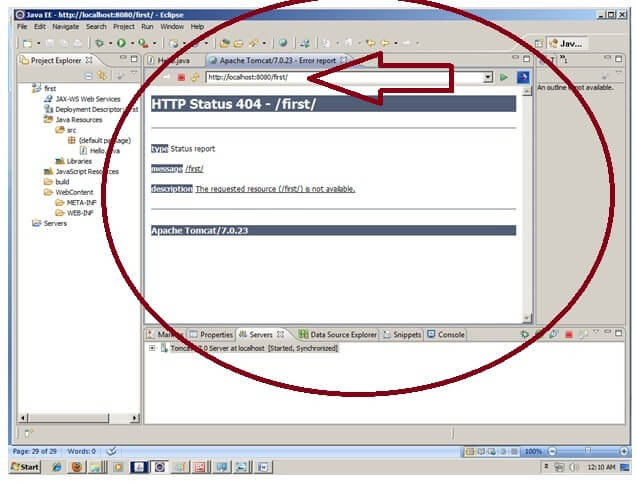 Java EE - http://localhost:8080/first/ - Eclipse
File Edit Navigate Search Project Run Window Help
Java...
Project Explorer
Hello.java
Apache Tomcat/7.0.23 - Error report
http://localhost:8080/first/
An outline is not available.
first
JAX-WS Web Services
Deployment Descriptor: first
Java Resources
src
(default package)
Hello.java
Libraries
JavaScript Resources
build
WebContent
META-INF
WEB-INF
Servers
HTTP Status 404 - /first/
type Status report
message /first/
description The requested resource (/first/) is not available.
Apache Tomcat/7.0.23
Properties
Servers
Data Source Explorer
Snippets
Console
Tomcat v7.0 Server at localhost [Started, Synchronized]
Page: 29 of 29 Words: 0
100%
Start
12:10 AM